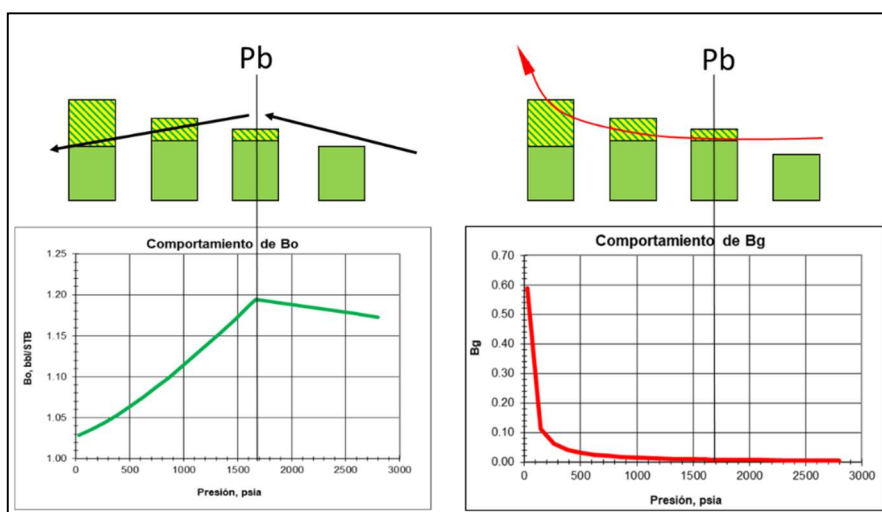 Pb
Comportamiento de Bo
1.25
1.20
1.15
1.10
1.05
1.00
Bo, bbl/STB
0 500 1000 1500 2000 2500 3000
Presión, psia
Pb
Comportamiento de Bg
0.70
0.60
0.50
0.40
0.30
0.20
0.10
0.00
Bg
0 500 1000 1500 2000 2500 3000
Presión, psia